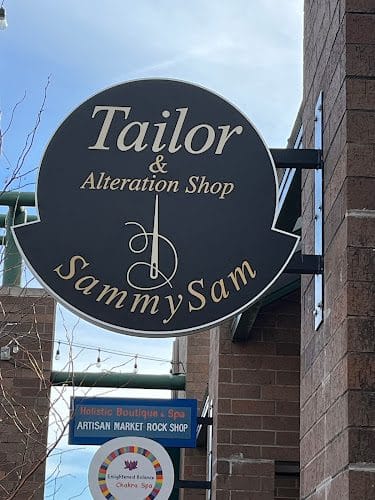 Tailor
&
Alteration Shop
SammySam
Holistic Boutique & Spa
ARTISAN MARKET ROCK SHOP
Enlightened Balance
Chakra Spa